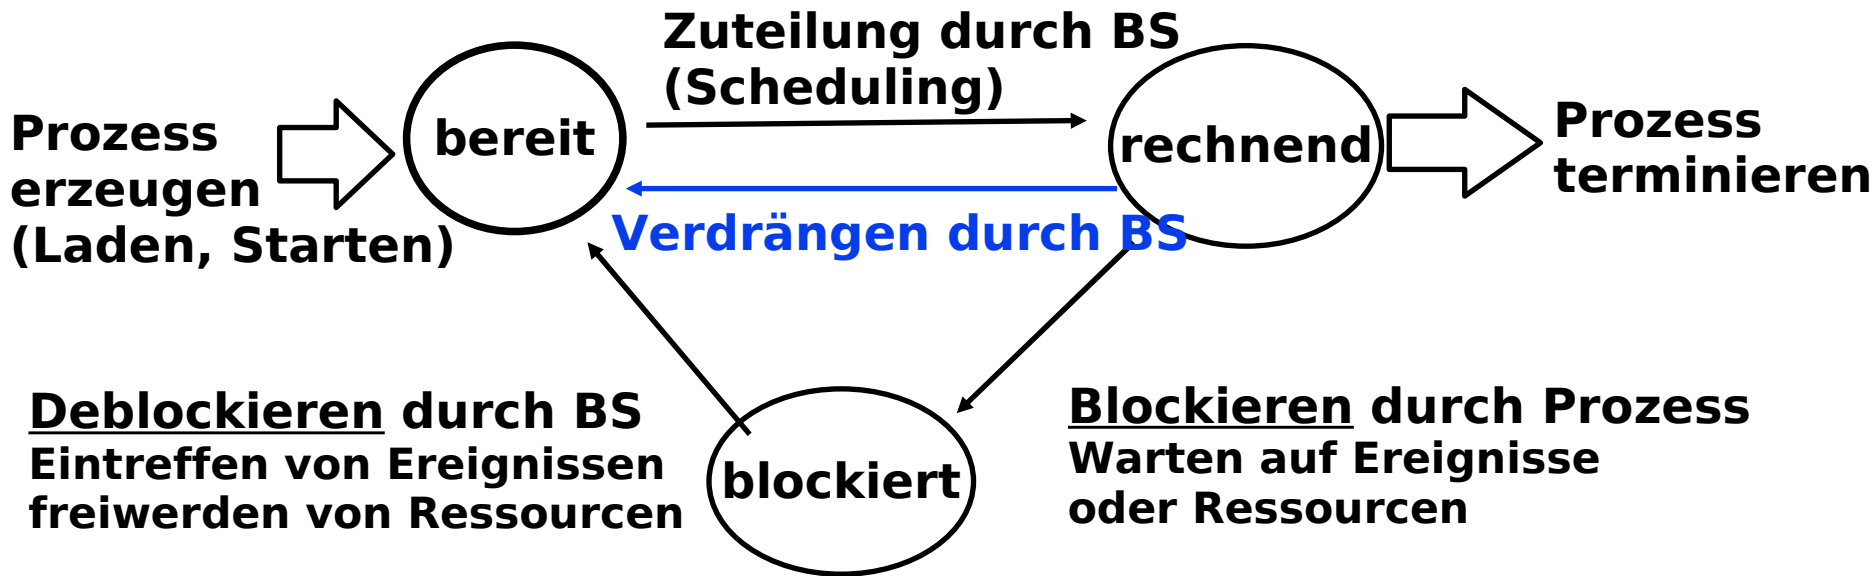 Zuteilung durch BS
(Scheduling)
Prozess
erzeugen
(Laden, Starten)
bereit
rechnend
Prozess
terminieren
Verdrängen durch BS
Deblockieren durch BS
Eintreffen von Ereignissen
freiwerden von Ressourcen
blockiert
Blockieren durch Prozess
Warten auf Ereignisse
oder Ressourcen